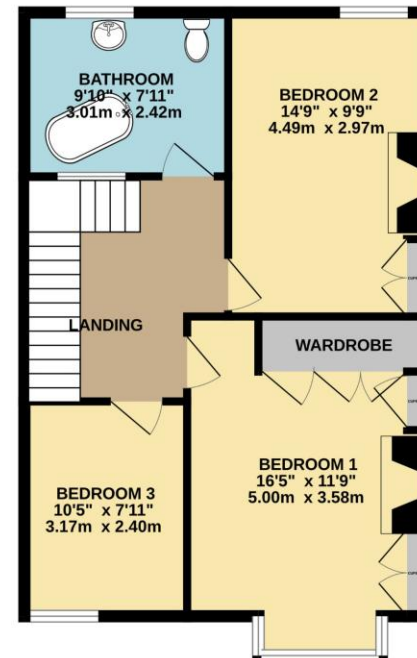 BATHROOM
9'10" x 7'11"
3.01m x 2.42m
BEDROOM 2
14'9" x 9'9"
4.49m x 2.97m
LANDING
WARDROBE
BEDROOM 1
16'5" x 11'9"
5.00m x 3.58m
BEDROOM 3
10'5" x 7'11"
3.17m x 2.40m